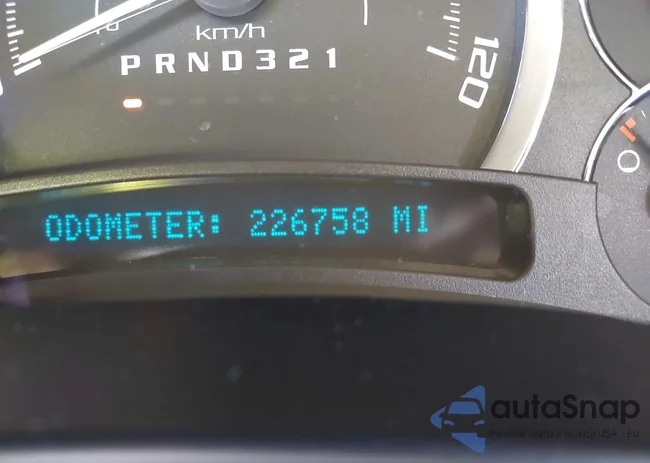 km/h
PRND321
120
ODOMETER: 226758 MI
autaSnap